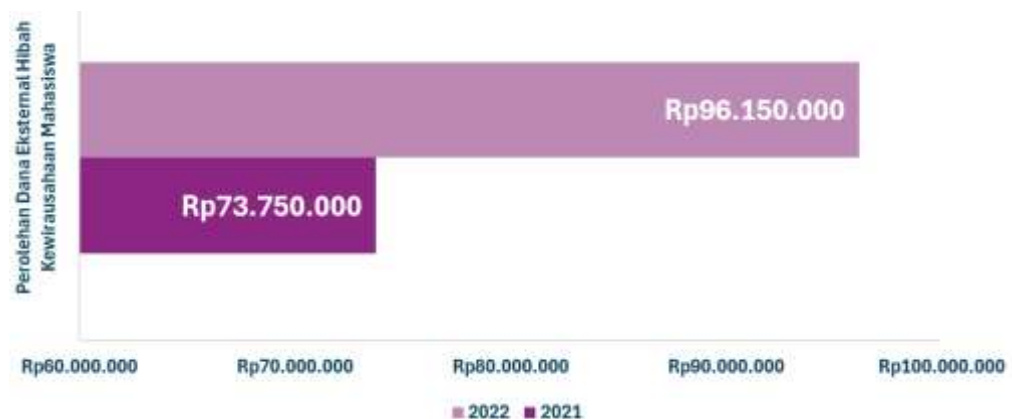 Perolehan Dana Eksternal Hibah
Kewirausahaan Mahasiswa
Rp96.150.000
Rp73.750.000
Rp60.000.000 Rp70.000.000 Rp80.000.000 Rp90.000.000 Rp100.000.000
2022 2021